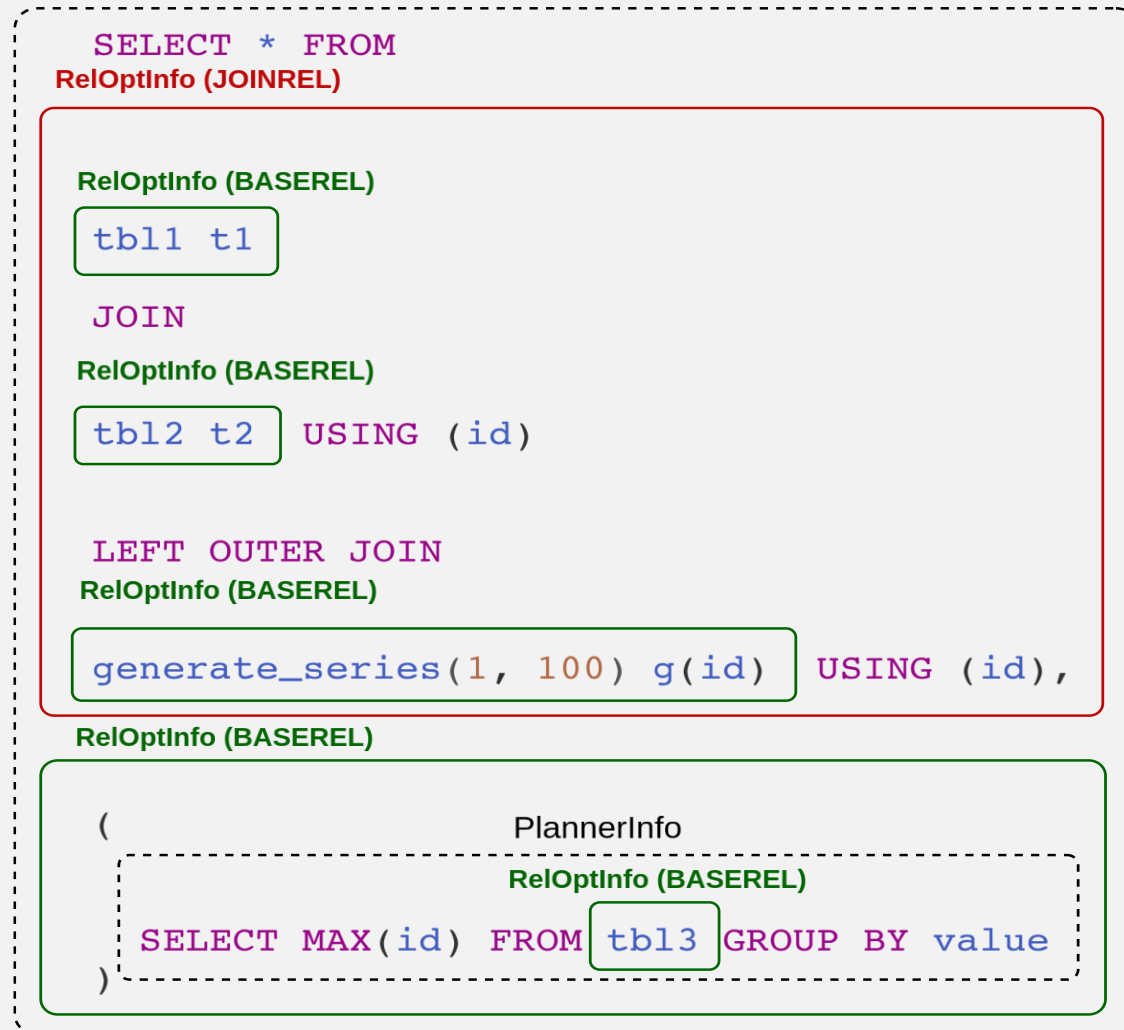 SELECT * FROM
RelOptInfo (JOINREL)
RelOptInfo (BASEREL)
tbl1 t1
JOIN
RelOptInfo (BASEREL)
tbl2 t2 USING (id)
LEFT OUTER JOIN
RelOptInfo (BASEREL)
generate_series(1, 100) g(id) USING (id),
RelOptInfo (BASEREL)
(
PlannerInfo
RelOptInfo (BASEREL)
SELECT MAX(id) FROM tbl3 GROUP BY value
)